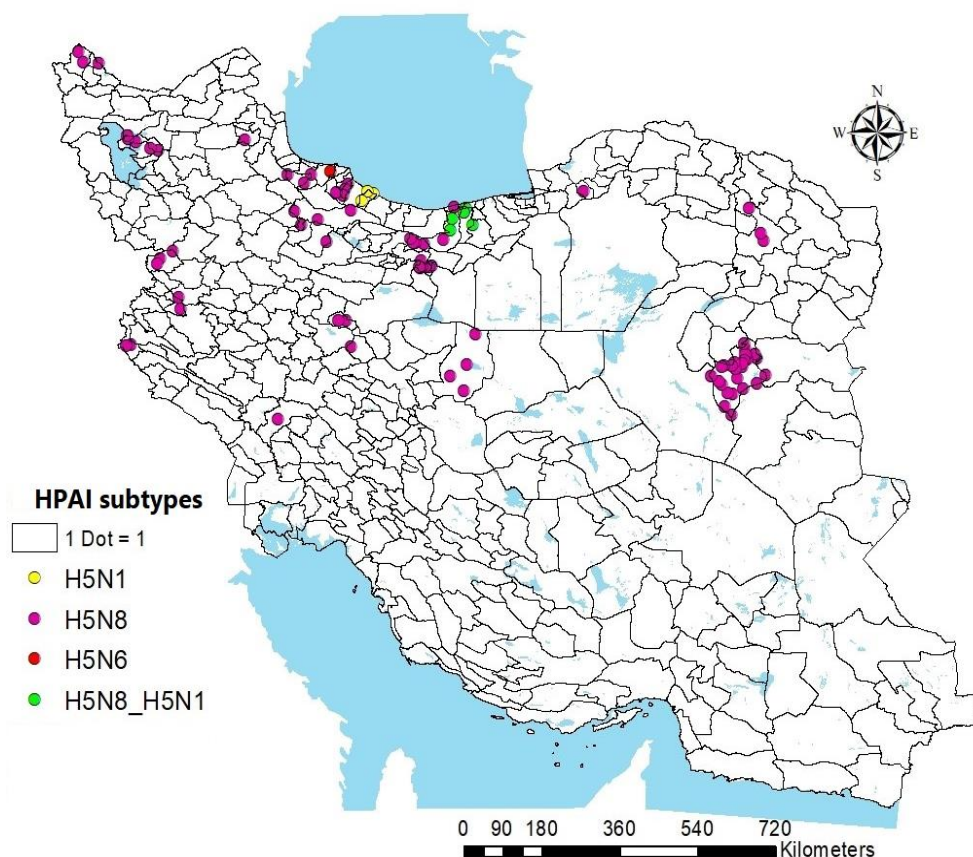 N
W E
S
HPAI subtypes
1 Dot = 1
H5N1
H5N8
H5N6
H5N8_H5N1
0 90 180 360 540 720
Kilometers